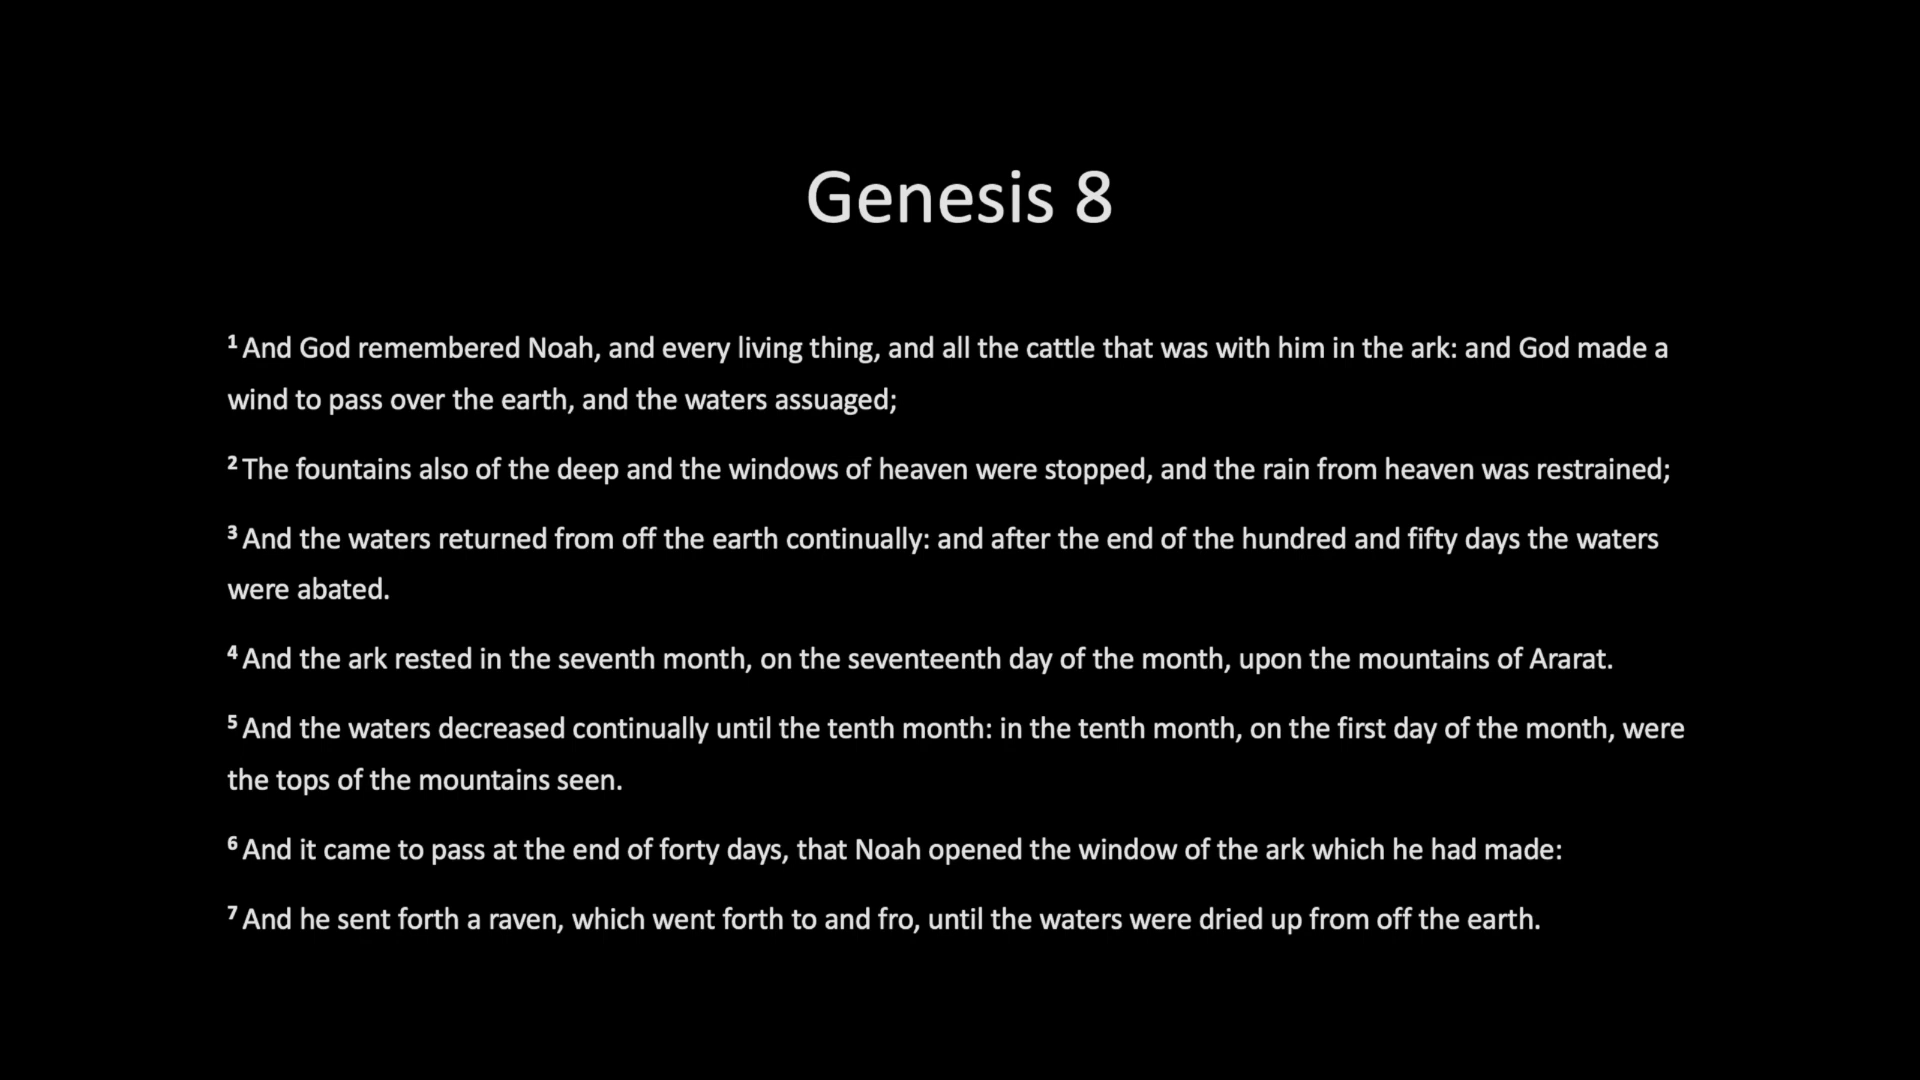 Genesis 8
1 And God remembered Noah, and every living thing, and all the cattle that was with him in the ark: and God made a
wind to pass over the earth, and the waters assuaged;
2 The fountains also of the deep and the windows of heaven were stopped, and the rain from heaven was restrained;
3 And the waters returned from off the earth continually: and after the end of the hundred and fifty days the waters
were abated.
4 And the ark rested in the seventh month, on the seventeenth day of the month, upon the mountains of Ararat.
5 And the waters decreased continually until the tenth month: in the tenth month, on the first day of the month, were
the tops of the mountains seen.
6 And it came to pass at the end of forty days, that Noah opened the window of the ark which he had made:
7 And he sent forth a raven, which went forth to and fro, until the waters were dried up from off the earth.